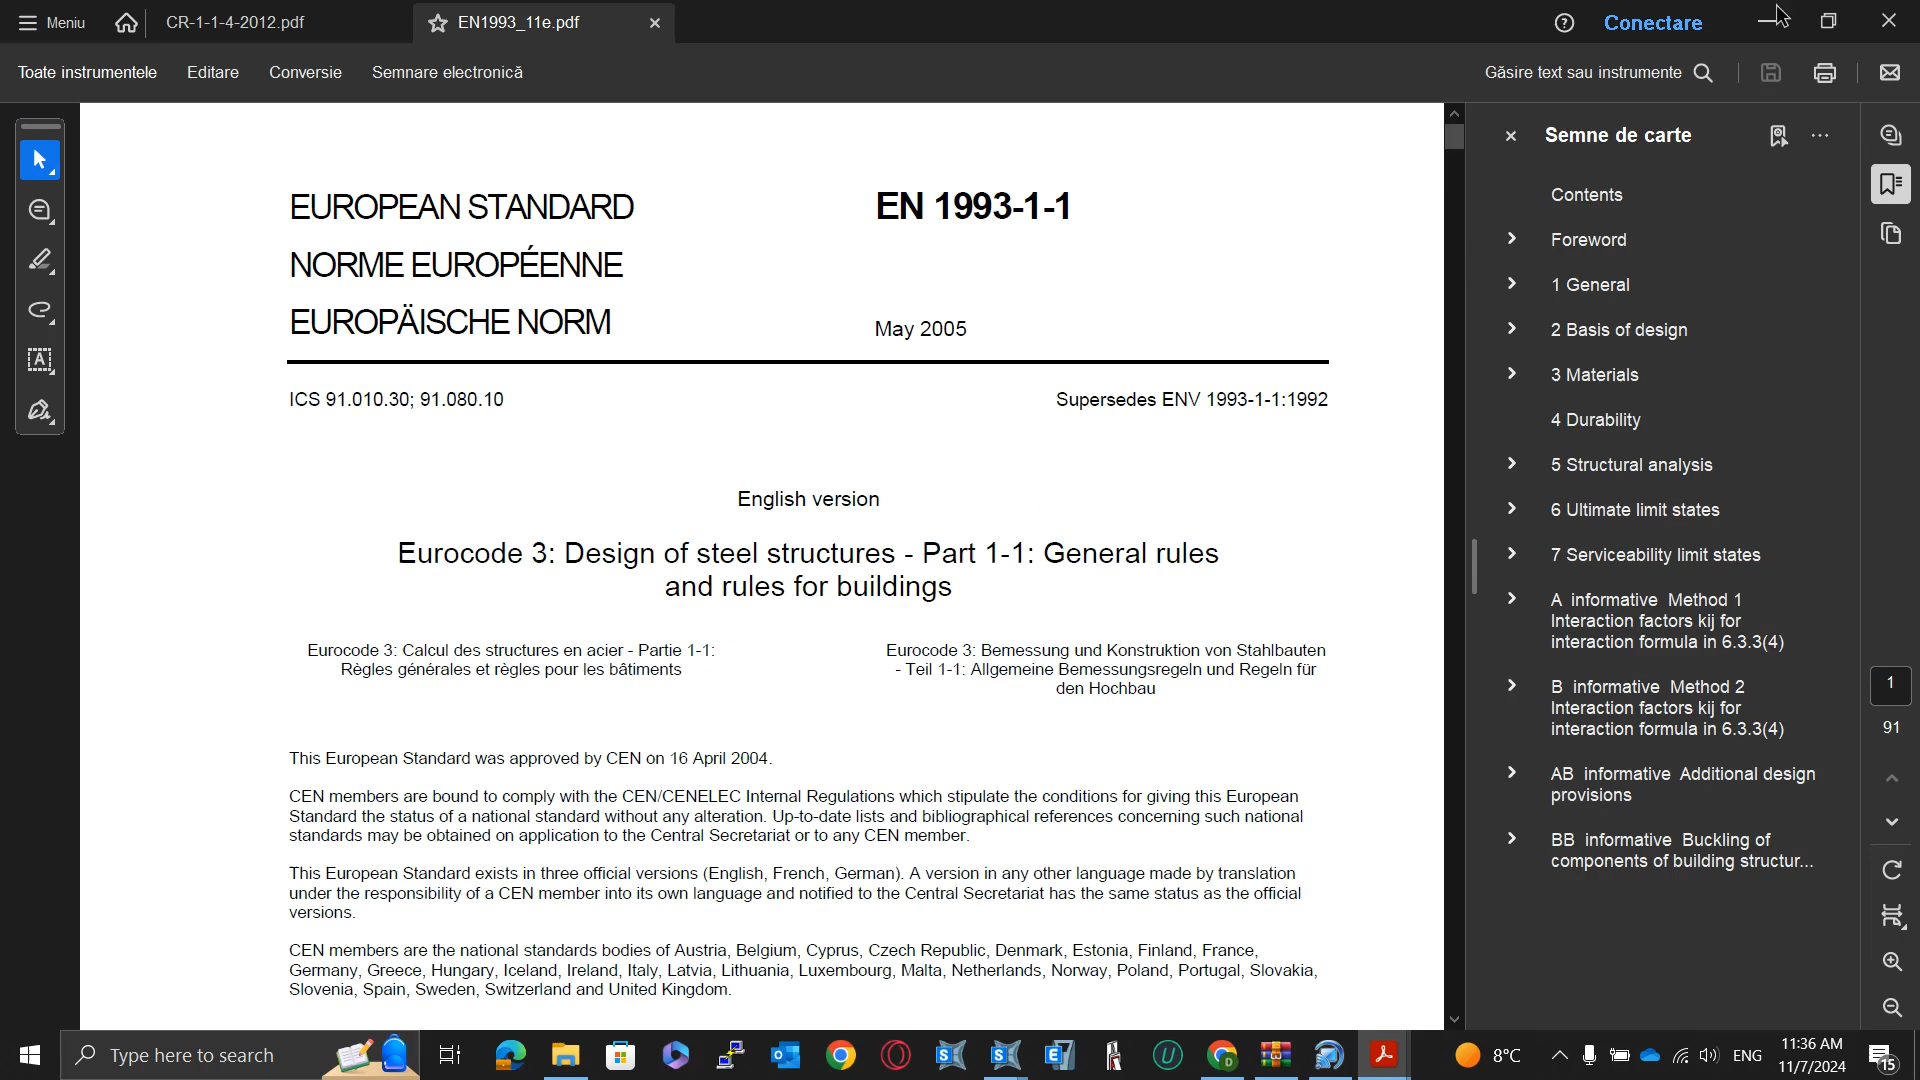 Meniu
CR-1-1-4-2012.pdf
EN1993_11e.pdf
Conectare
Toate instrumentele
Editare
Conversie
Semnare electronică
Găsire text sau instrumente
EUROPEAN STANDARD
NORME EUROPÉENNE
EUROPÄISCHE NORM
EN 1993-1-1
May 2005
ICS 91.010.30; 91.080.10
Supersedes ENV 1993-1-1:1992
English version
Eurocode 3: Design of steel structures - Part 1-1: General rules
and rules for buildings
Eurocode 3: Calcul des structures en acier - Partie 1-1:
Règles générales et règles pour les bâtiments
Eurocode 3: Bemessung und Konstruktion von Stahlbauten
- Teil 1-1: Allgemeine Bemessungsregeln und Regeln für
den Hochbau
This European Standard was approved by CEN on 16 April 2004.
CEN members are bound to comply with the CEN/CENELEC Internal Regulations which stipulate the conditions for giving this European
Standard the status of a national standard without any alteration. Up-to-date lists and bibliographical references concerning such national
standards may be obtained on application to the Central Secretariat or to any CEN member.
This European Standard exists in three official versions (English, French, German). A version in any other language made by translation
under the responsibility of a CEN member into its own language and notified to the Central Secretariat has the same status as the official
versions.
CEN members are the national standards bodies of Austria, Belgium, Cyprus, Czech Republic, Denmark, Estonia, Finland, France,
Germany, Greece, Hungary, Iceland, Ireland, Italy, Latvia, Lithuania, Luxembourg, Malta, Netherlands, Norway, Poland, Portugal, Slovakia,
Slovenia, Spain, Sweden, Switzerland and United Kingdom.
Semne de carte
Contents
Foreword
1 General
2 Basis of design
3 Materials
4 Durability
5 Structural analysis
6 Ultimate limit states
7 Serviceability limit states
A informative Method 1
Interaction factors kij for
interaction formula in 6.3.3(4)
B informative Method 2
Interaction factors kij for
interaction formula in 6.3.3(4)
AB informative Additional design
provisions
BB informative Buckling of
components of building structur...
1
91
Type here to search
8°C
ENG
11:36 AM
11/7/2024
15